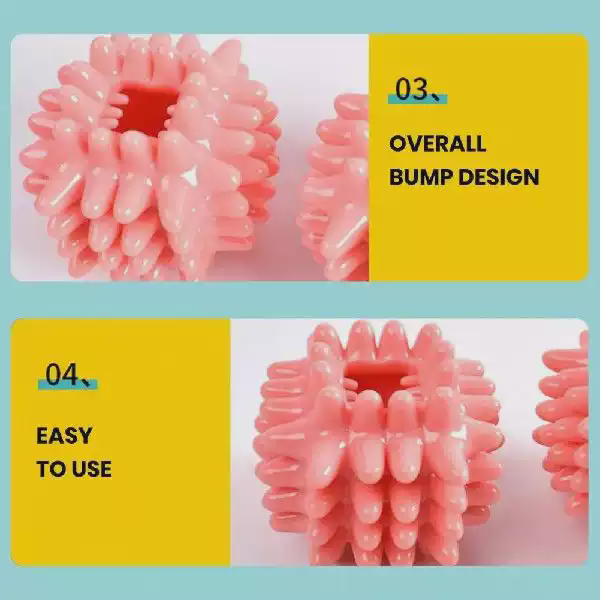 03、
OVERALL
BUMP DESIGN
04、
EASY
TO USE